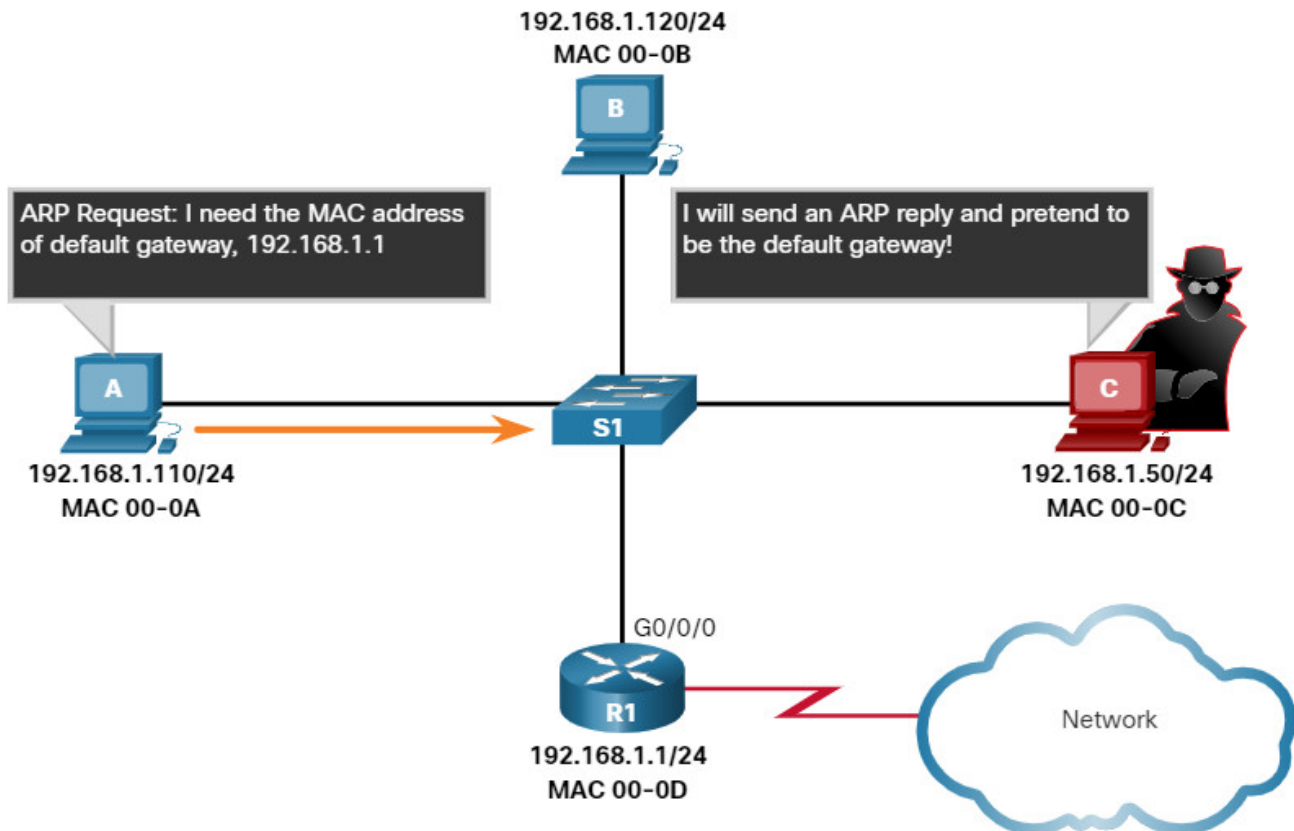 192.168.1.120/24
MAC 00-0B
B
ARP Request: I need the MAC address
of default gateway, 192.168.1.1
I will send an ARP reply and pretend to
be the default gateway!
A
S1
C
192.168.1.110/24
MAC 00-0A
192.168.1.50/24
MAC 00-0C
G0/0/0
R1
Network
192.168.1.1/24
MAC 00-0D